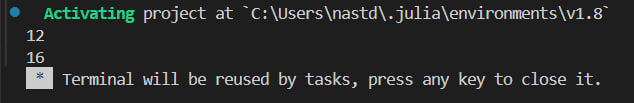 Activating project at `C:\Users\nastd\.julia\environments\v1.8`
12
16
* Terminal will be reused by tasks, press any key to close it.